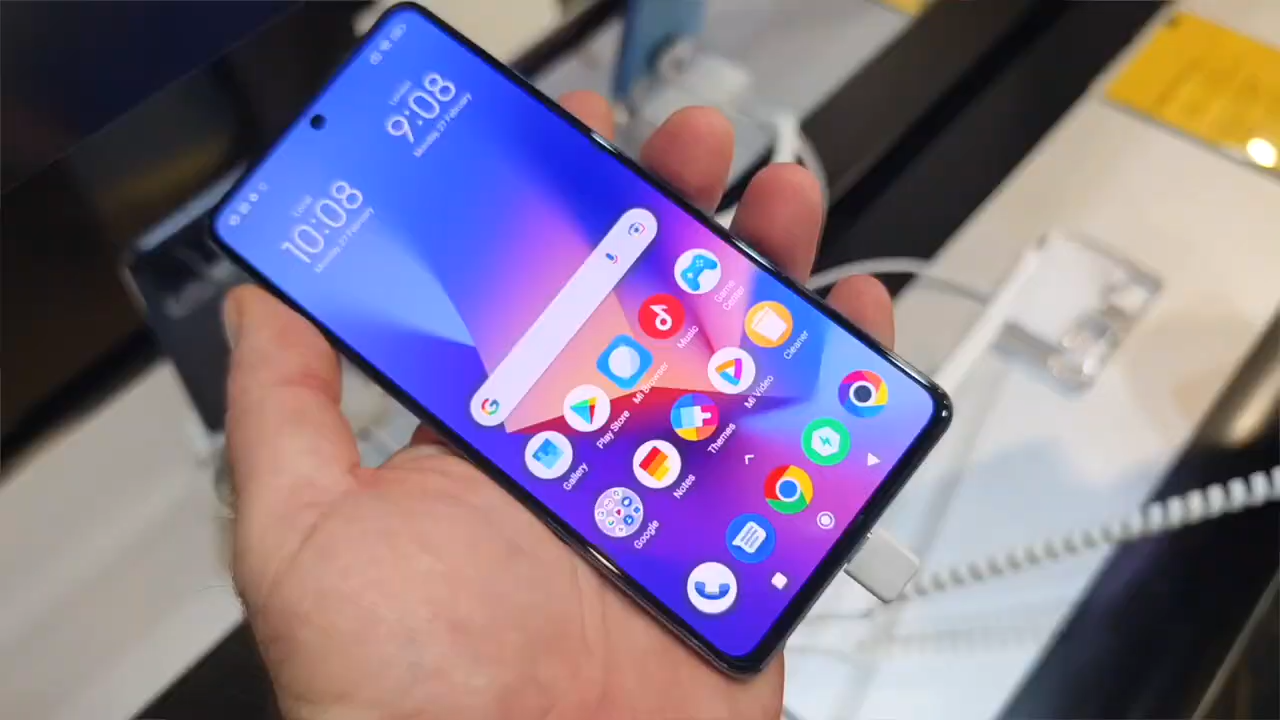 10:08
Monday, 27 February
9:08
Monday, 27 February
G
Gallery
Play Store
Mi Browser
Music
Game
Center
Google
Notes
Themes
Mi Video
Cleaner